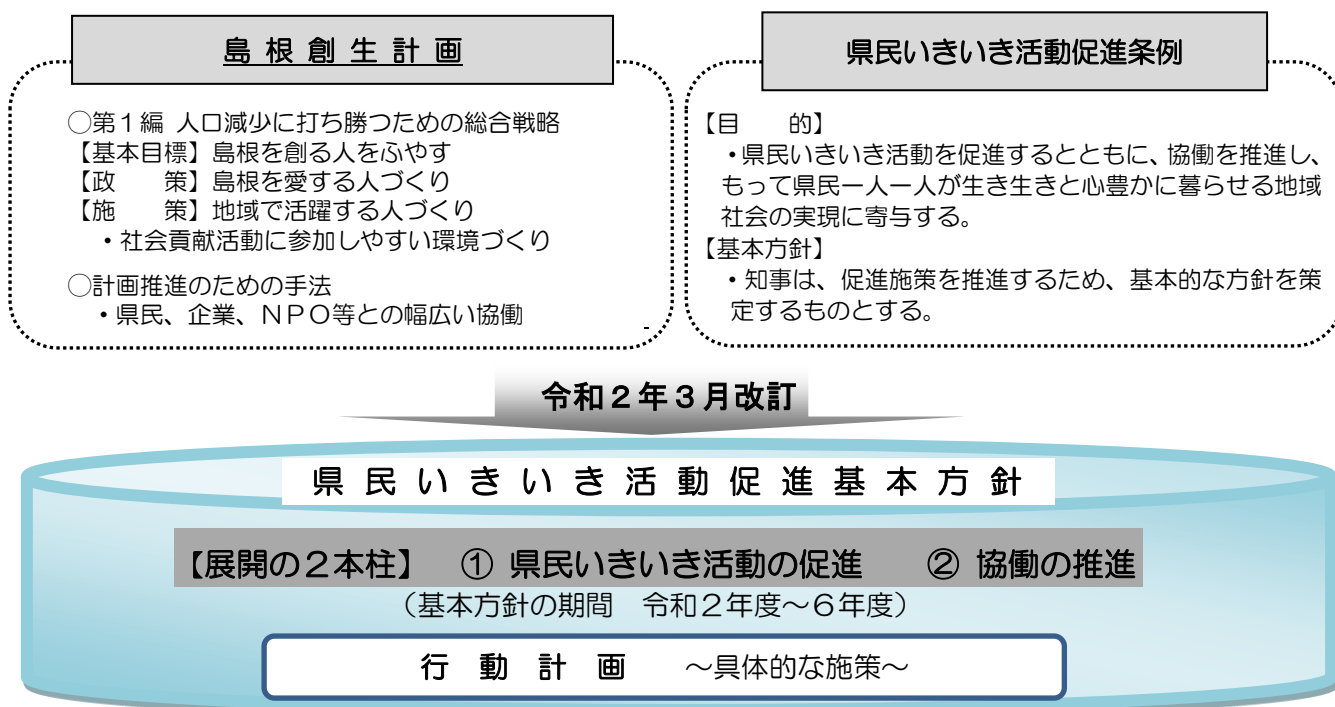 島根創生計画
○第1編 人口減少に打ち勝つための総合戦略
【基本目標】島根を創る人をふやす
【政　　策】島根を愛する人づくり
【施　　策】地域で活躍する人づくり
・社会貢献活動に参加しやすい環境づくり
○計画推進のための手法
・県民、企業、NPO等との幅広い協働
県民いきいき活動促進条例
【目　　的】
・県民いきいき活動を促進するとともに、協働を推進し、
もって県民一人一人が生き生きと心豊かに暮らせる地域
社会の実現に寄与する。
【基本方針】
・知事は、促進施策を推進するため、基本的な方針を策
定するものとする。
令和2年3月改訂
県民いきいき活動促進基本方針
【展開の2本柱】　① 県民いきいき活動の促進　　② 協働の推進
（基本方針の期間　令和2年度～6年度）
行動計画　～具体的な施策～